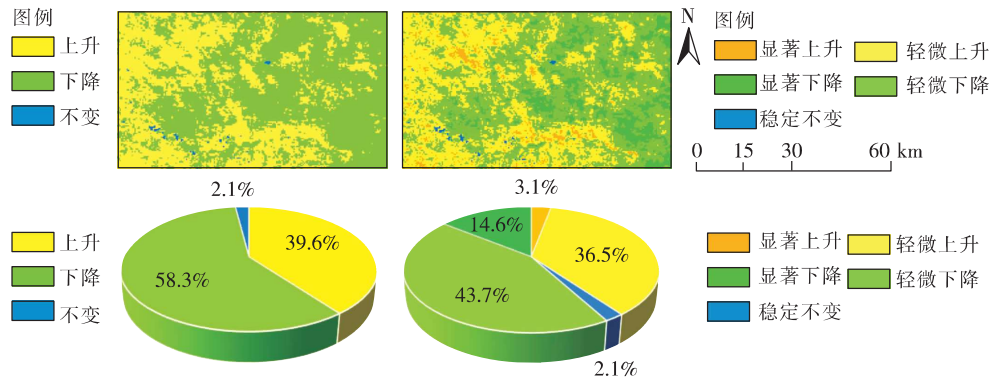 图例
上升
下降
不变
N
图例
显著上升
轻微上升
显著下降
轻微下降
稳定不变
0 15 30 60 km
2.1%
39.6%
58.3%
3.1%
14.6%
36.5%
43.7%
2.1%
上升
下降
不变
显著上升
轻微上升
显著下降
轻微下降
稳定不变